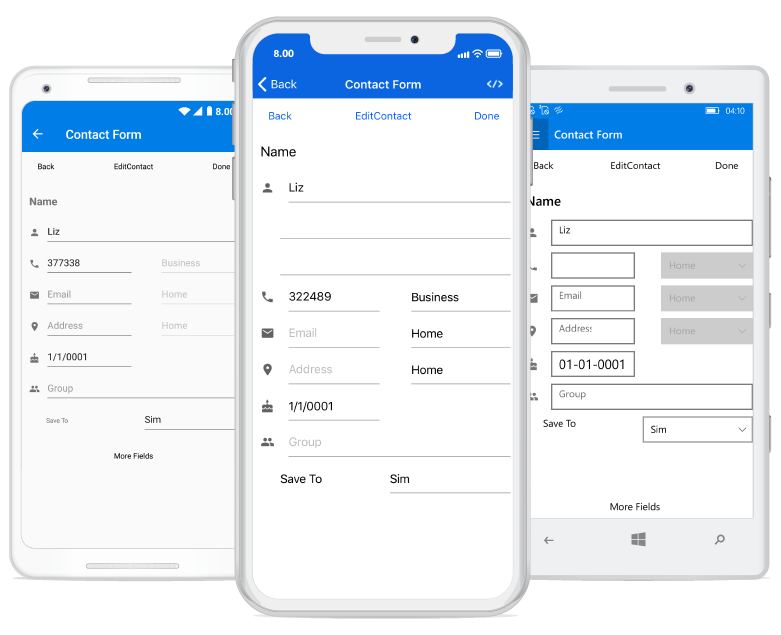 8.00
Contact Form
Back EditContact Done
Name
Liz
377338 Business
Email Home
Address Home
1/1/0001
Group
Save To Sim
More Fields
8.00
Back Contact Form </>
Back EditContact Done
Name
Liz
322489 Business
Email Home
Address Home
1/1/0001
Group
Save To Sim
04:10
Contact Form
Back EditContact Done
Name
Liz
Home
Email Home
Address Home
01-01-0001
Group
Save To Sim
More Fields